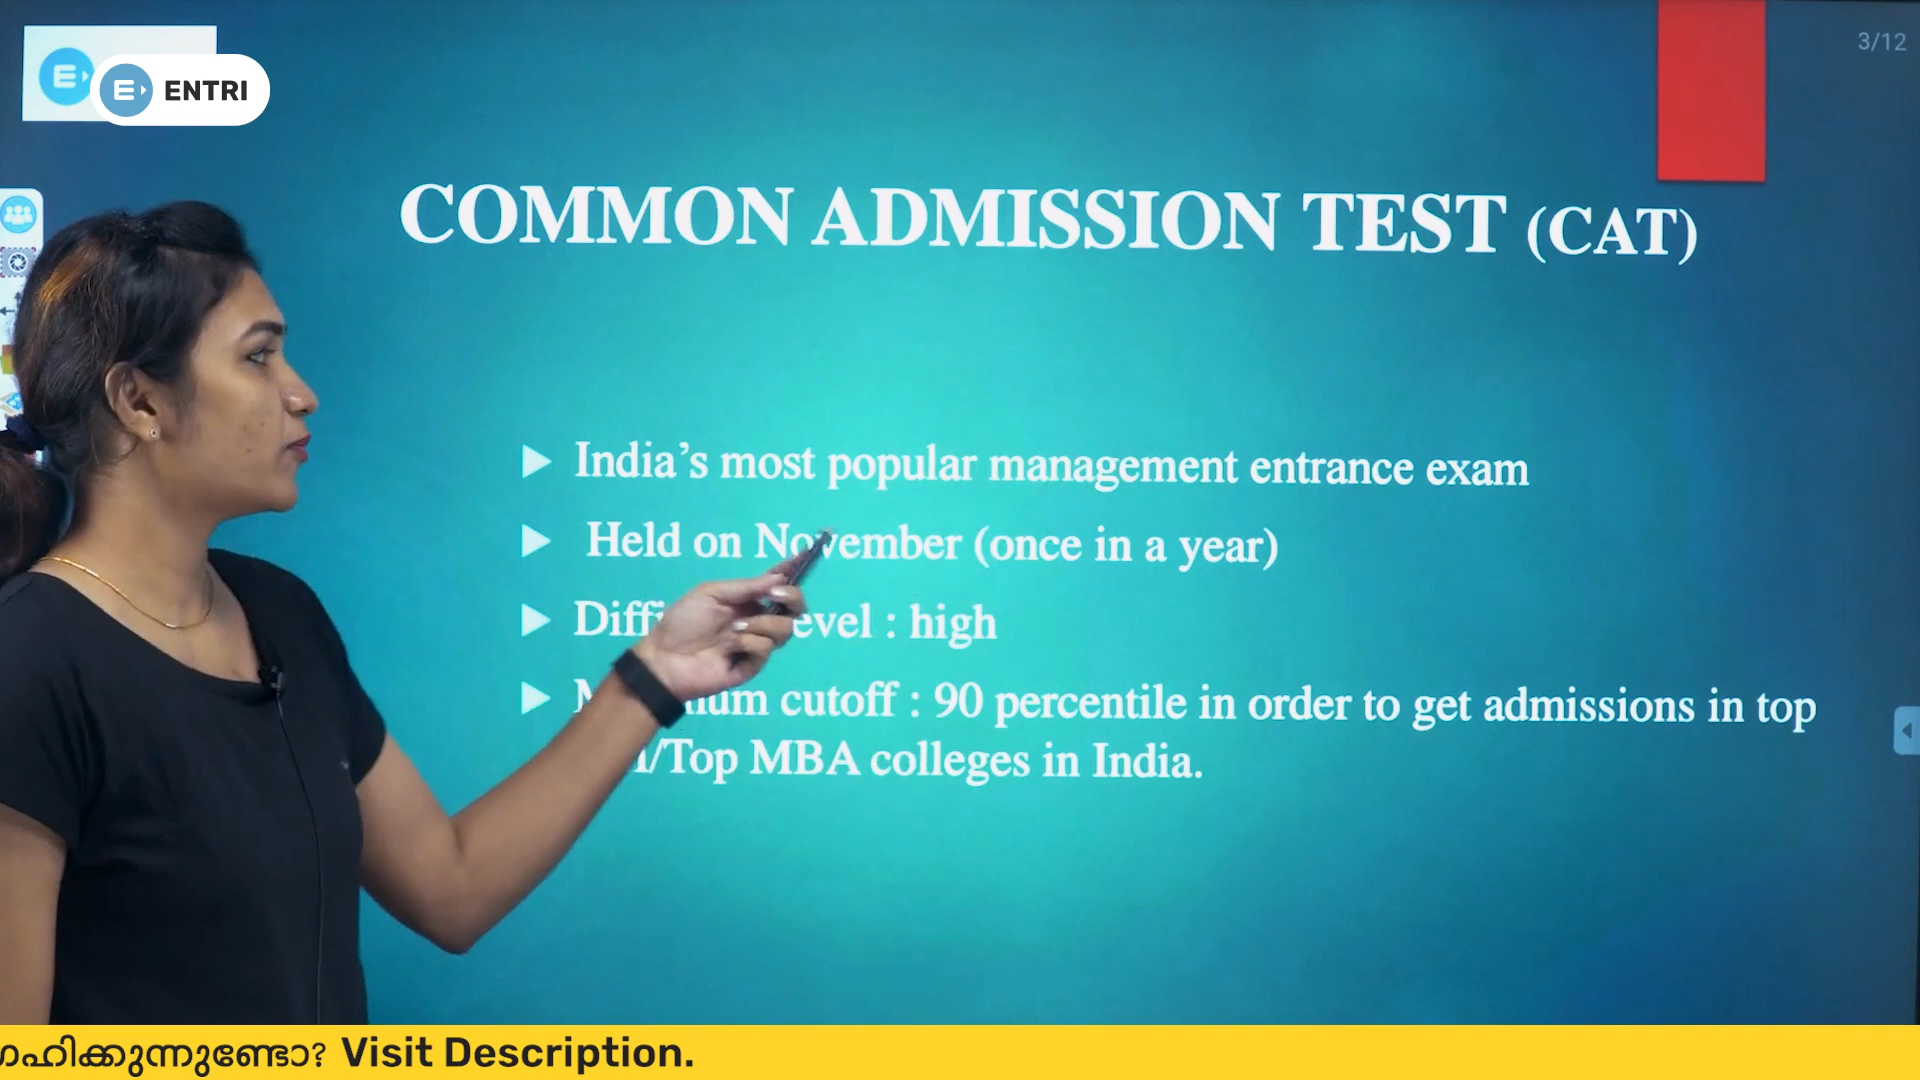 3/12
ENTRI
COMMON ADMISSION TEST (CAT)
India’s most popular management entrance exam
Held on November (once in a year)
: high
cutoff : 90 percentile in order to get admissions in top
/Top MBA colleges in India.
Visit Description.